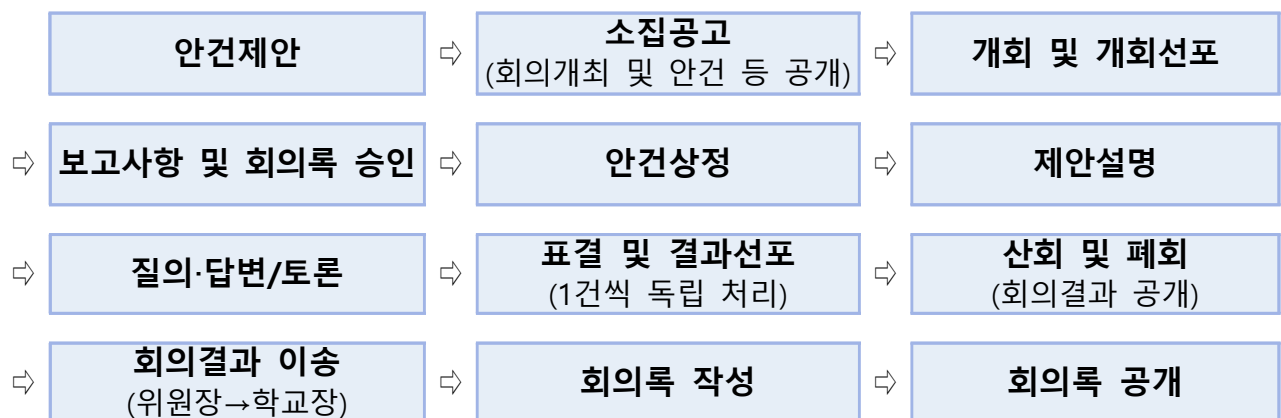 안건제안
⇨
소집공고
(회의개최 및 안건 등 공개)
⇨
개회 및 개회선포
⇨
보고사항 및 회의록 승인
⇨
안건상정
⇨
제안설명
⇨
질의·답변/토론
⇨
표결 및 결과선포
(1건씩 독립 처리)
⇨
산회 및 폐회
(회의결과 공개)
⇨
회의결과 이송
(위원장→학교장)
⇨
회의록 작성
⇨
회의록 공개